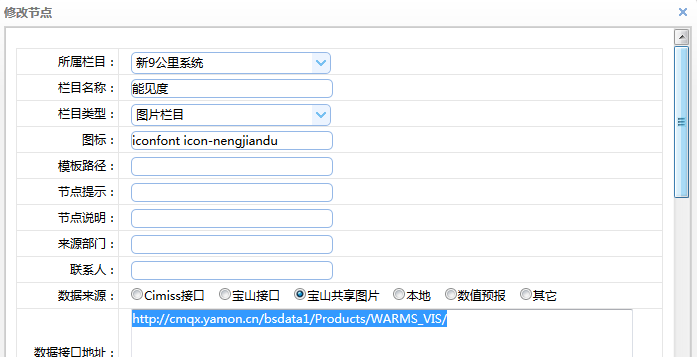 修改节点
所属栏目： 新9公里系统
栏目名称： 能见度
栏目类型： 图片栏目
图标： iconfont icon-nengjiandu
模板路径：
节点提示：
节点说明：
来源部门：
联系人：
数据来源： Cimiss接口 宝山接口 宝山共享图片 本地 数值预报 其它
http://cmqx.yamon.cn/bsdata1/Products/WARMS_VIS/
数据接口地址：